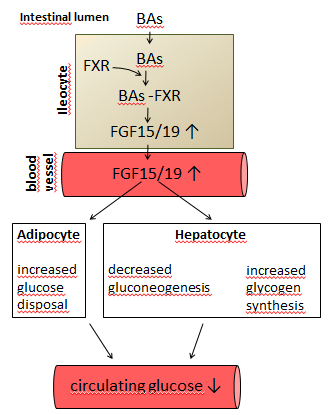 Intestinal lumen
BAs
Ileocyte
FXR
BAs
BAs -FXR
FGF15/19 ↑
blood
vessel
FGF15/19 ↑
Adipocyte
increased
glucose
disposal
Hepatocyte
decreased
gluconeogenesis
increased
glycogen
synthesis
circulating glucose ↓